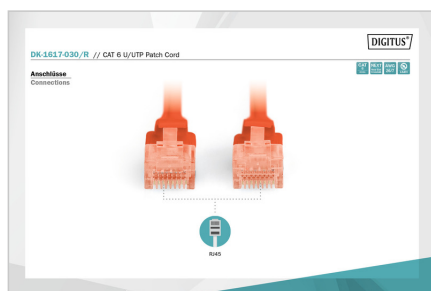 DIGITUS®
DK-1617-030/R // CAT 6 U/UTP Patch Cord
Anschlüsse
Connections
RJ45